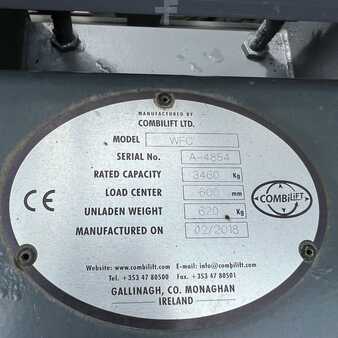 MANUFACTURED BY
COMBILIFT LTD.
MODEL WFC
SERIAL No. A-4854
RATED CAPACITY 3460 Kg
LOAD CENTER 600 mm
UNLADEN WEIGHT 620 Kg
MANUFACTURED ON 02/2018
CE
COMBiLiFT
Website: www.combilift.com E-mail: info@combilift.com
Tel. +353 47 80500 Fax. +353 47 80501
GALLINAGH, CO. MONAGHAN
IRELAND